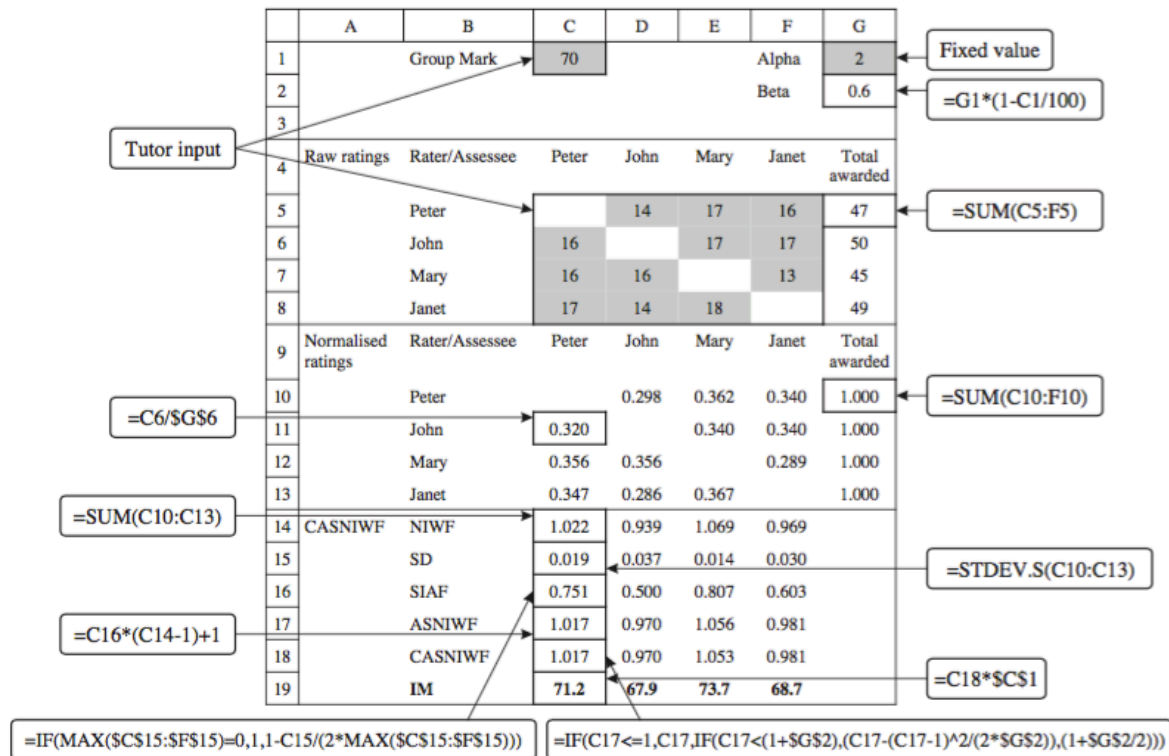 A B C D E F G
1 Group Mark 70 Alpha 2
Fixed value
2 Beta 0.6
=G1*(1-C1/100)
3
Tutor input
4 Raw ratings Rater/Assessee Peter John Mary Janet Total awarded
5 Peter 14 17 16 47
=SUM(C5:F5)
6 John 16 17 17 50
7 Mary 16 16 13 45
8 Janet 17 14 18 49
9 Normalised ratings Rater/Assessee Peter John Mary Janet Total awarded
10 Peter 0.298 0.362 0.340 1.000
=SUM(C10:F10)
=C6/$G$6
11 John 0.320 0.340 0.340 1.000
12 Mary 0.356 0.356 0.289 1.000
13 Janet 0.347 0.286 0.367 1.000
=SUM(C10:C13)
14 CASNIWF NIWF 1.022 0.939 1.069 0.969
15 SD 0.019 0.037 0.014 0.030
=STDEV.S(C10:C13)
16 SIAF 0.751 0.500 0.807 0.603
=C16*(C14-1)+1
17 ASNIWF 1.017 0.970 1.056 0.981
18 CASNIWF 1.017 0.970 1.053 0.981
=C18*$C$1
19 IM 71.2 67.9 73.7 68.7
=IF(MAX($C$15:$F$15)=0,1,1-C15/(2*MAX($C$15:$F$15)))
=IF(C17<=1,C17,IF(C17<(1+$G$2),(C17-(C17-1)^2/(2*$G$2)),(1+$G$2/2)))